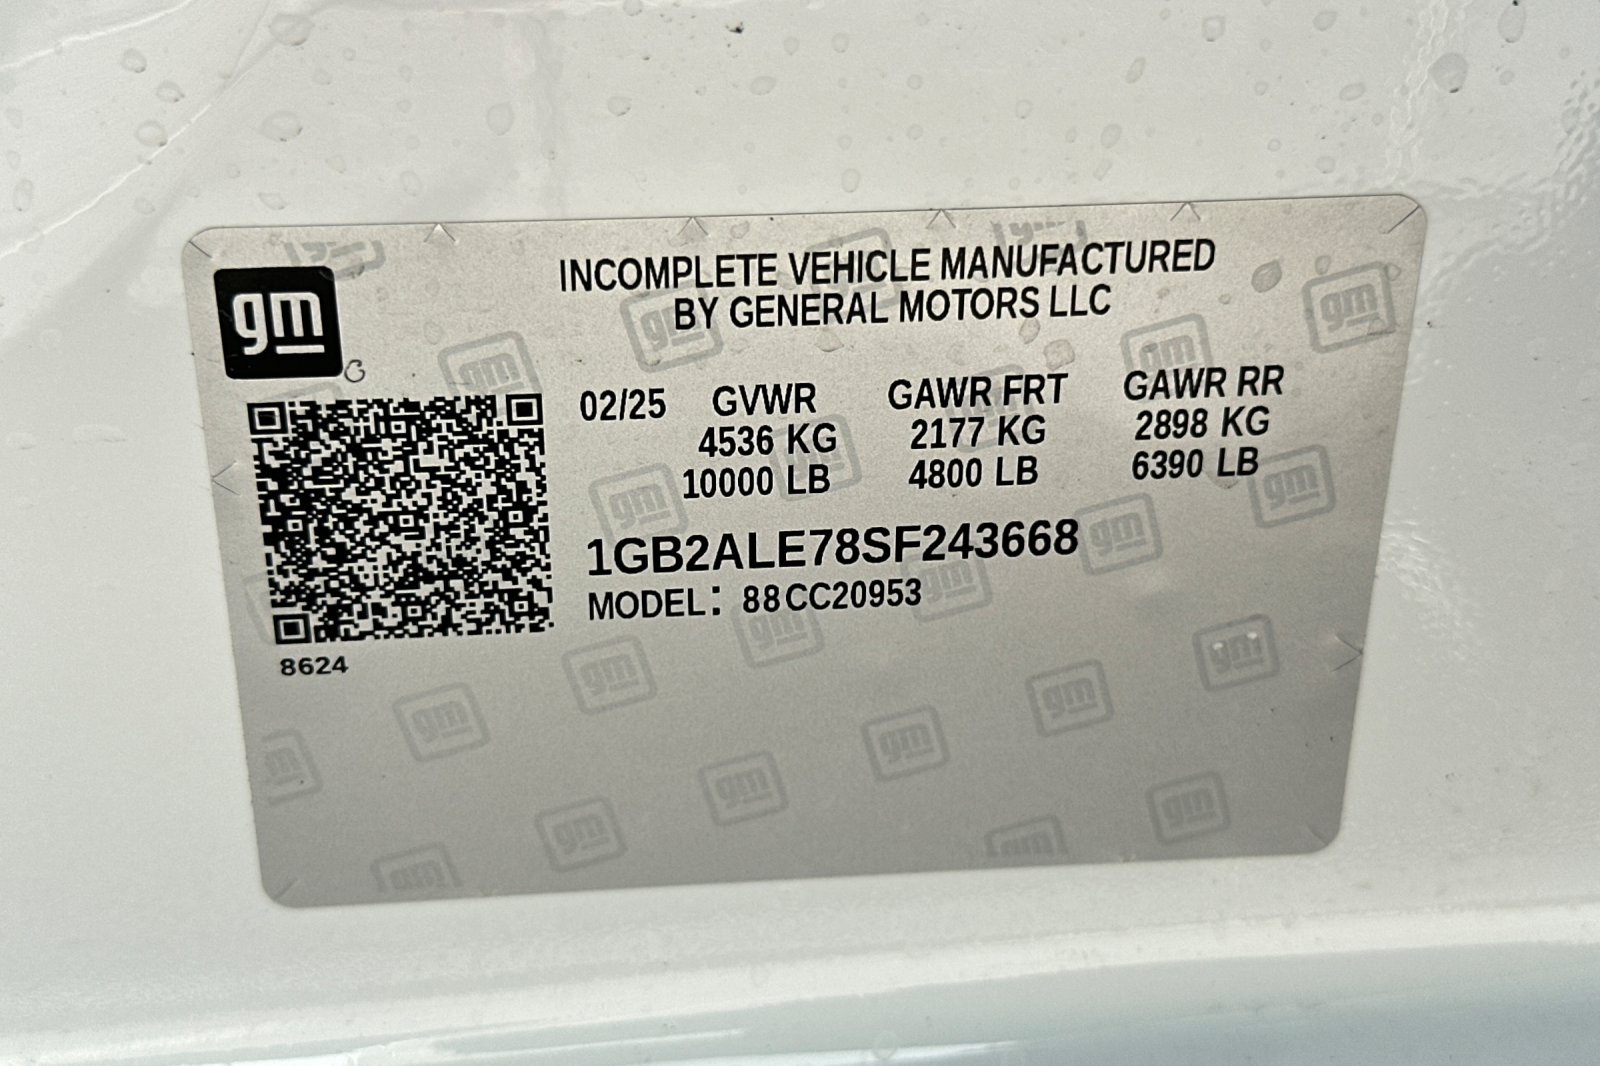 gm
INCOMPLETE VEHICLE MANUFACTURED
BY GENERAL MOTORS LLC
02/25 GVWR GAWR FRT GAWR RR
4536 KG 2177 KG 2898 KG
10000 LB 4800 LB 6390 LB
1GB2ALE78SF243668
MODEL: 88CC20953
8624